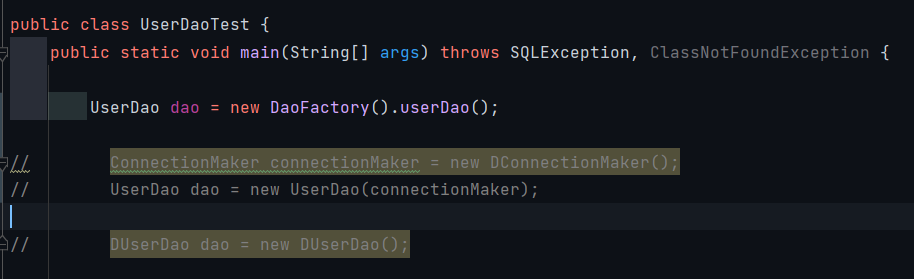 public class UserDaoTest {
public static void main(String[] args) throws SQLException, ClassNotFoundException {
UserDao dao = new DaoFactory().userDao();
// ConnectionMaker connectionMaker = new DConnectionMaker();
// UserDao dao = new UserDao(connectionMaker);
// DUserDao dao = new DUserDao();